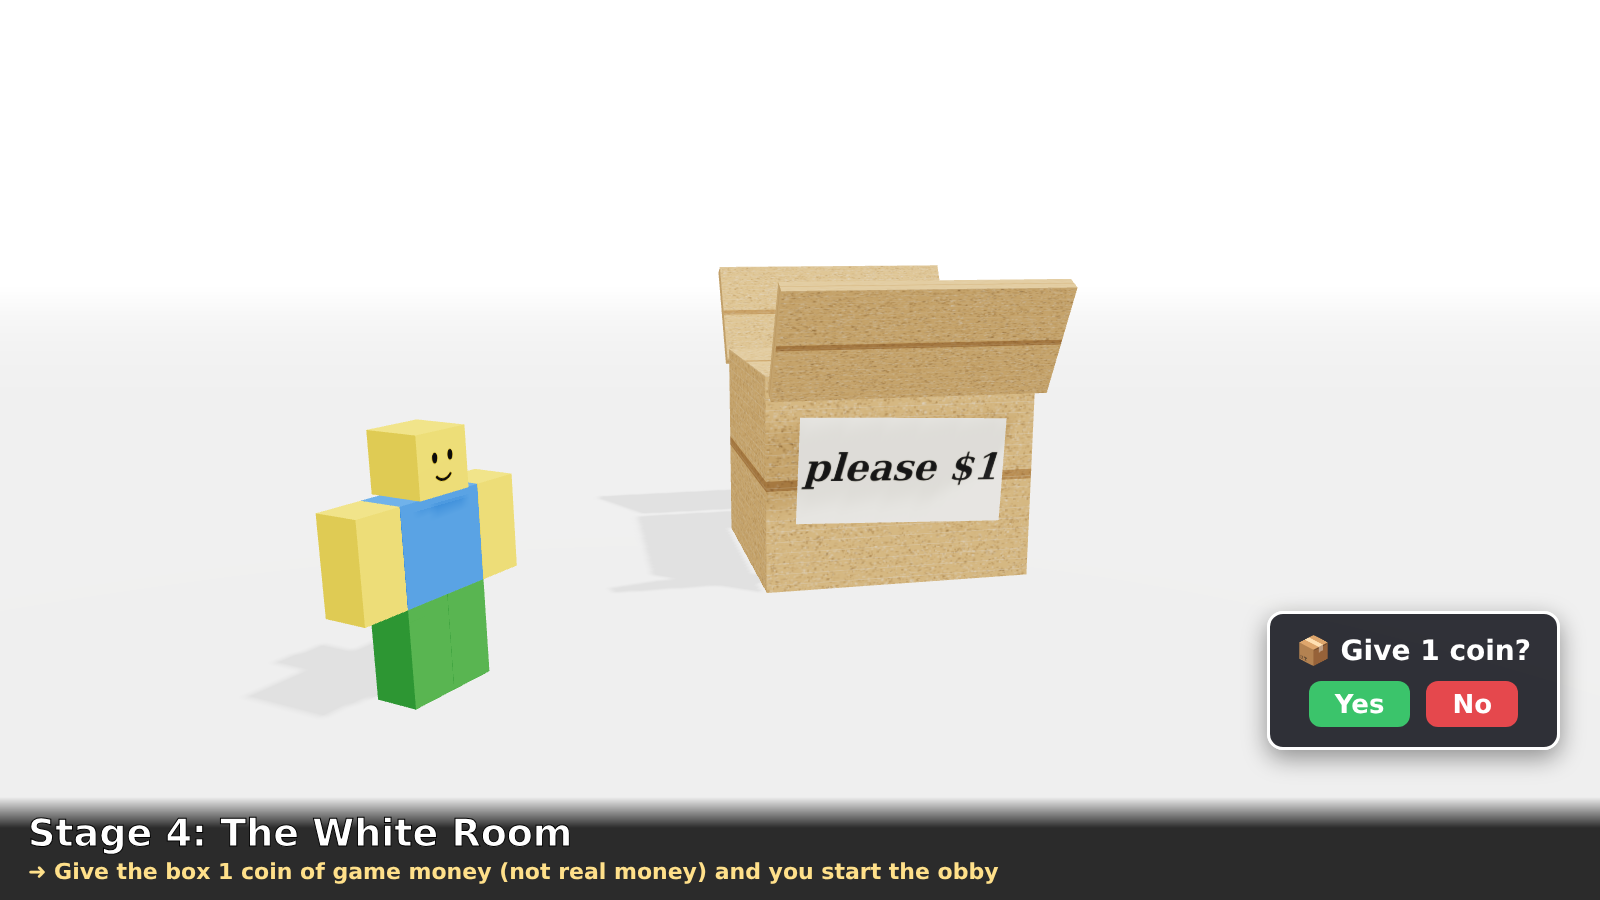 please $1
📦 Give 1 coin?
Yes
No
Stage 4: The White Room
➜ Give the box 1 coin of game money (not real money) and you start the obby